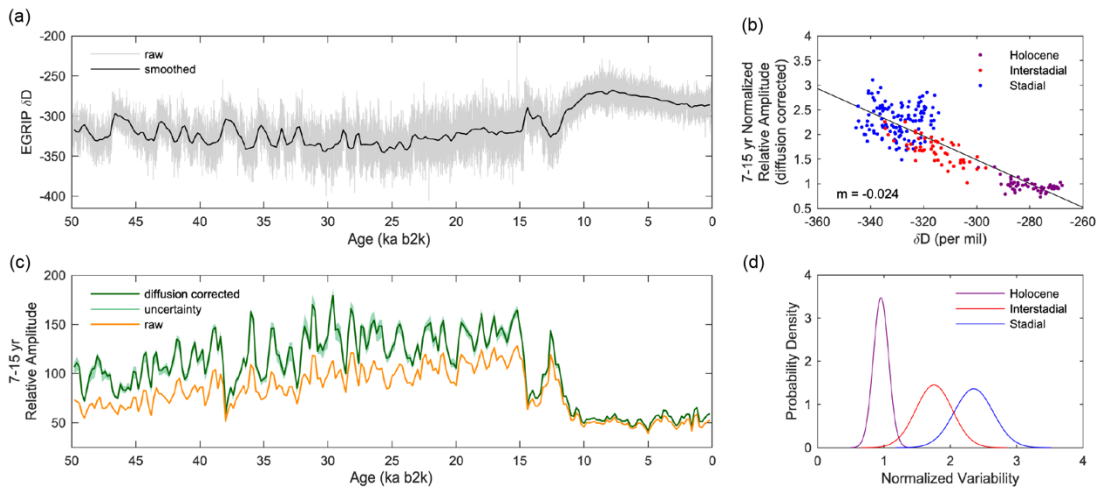 (a)
-200
-250
-300
-350
-400
EGRIP δD
raw
smoothed
50 45 40 35 30 25 20 15 10 5 0
Age (ka b2k)
(b)
4
3.5
3
2.5
2
1.5
1
0.5
7-15 yr Normalized
Relative Amplitude
(diffusion corrected)
Holocene
Interstadial
Stadial
m = -0.024
-360 -340 -320 -300 -280 -260
δD (per mil)
(c)
200
150
100
50
7-15 yr
Relative Amplitude
diffusion corrected
uncertainty
raw
50 45 40 35 30 25 20 15 10 5 0
Age (ka b2k)
(d)
4
3
2
1
0
Probability Density
Holocene
Interstadial
Stadial
0 1 2 3 4
Normalized Variability